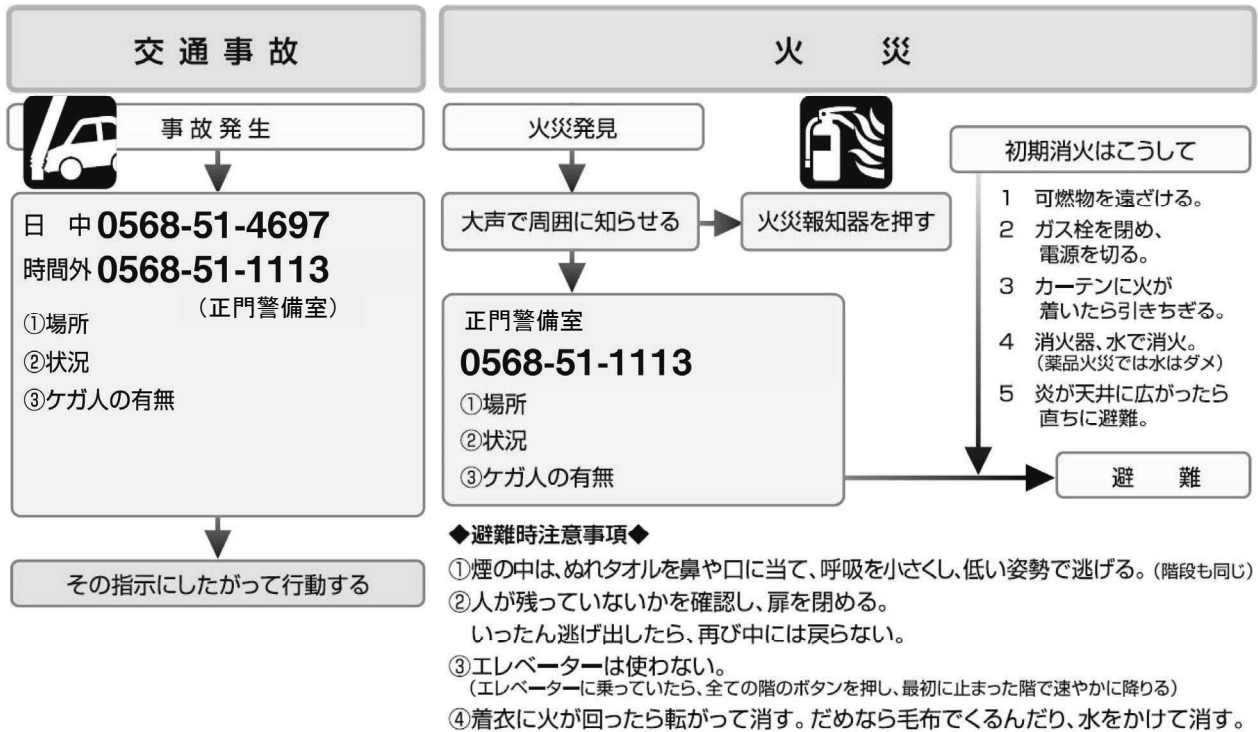 交通事故
事故発生
日　中 0568-51-4697
時間外 0568-51-1113
（正門警備室）
①場所
②状況
③ケガ人の有無
その指示にしたがって行動する
火　災
火災発見
大声で周囲に知らせる
火災報知器を押す
正門警備室
0568-51-1113
①場所
②状況
③ケガ人の有無
初期消火はこうして
1 可燃物を遠ざける。
2 ガス栓を閉め、
電源を切る。
3 カーテンに火が
着いたら引きちぎる。
4 消火器、水で消火。
（薬品火災では水はダメ）
5 炎が天井に広がったら
直ちに避難。
避　難
◆避難時注意事項◆
①煙の中は、ぬれタオルを鼻や口に当て、呼吸を小さくし、低い姿勢で逃げる。（階段も同じ）
②人が残っていないかを確認し、扉を閉める。
いったん逃げ出したら、再び中には戻らない。
③エレベーターは使わない。
（エレベーターに乗っていたら、全ての階のボタンを押し、最初に止まった階で速やかに降りる）
④着衣に火が回ったら転がって消す。だめなら毛布でくるんだり、水をかけて消す。